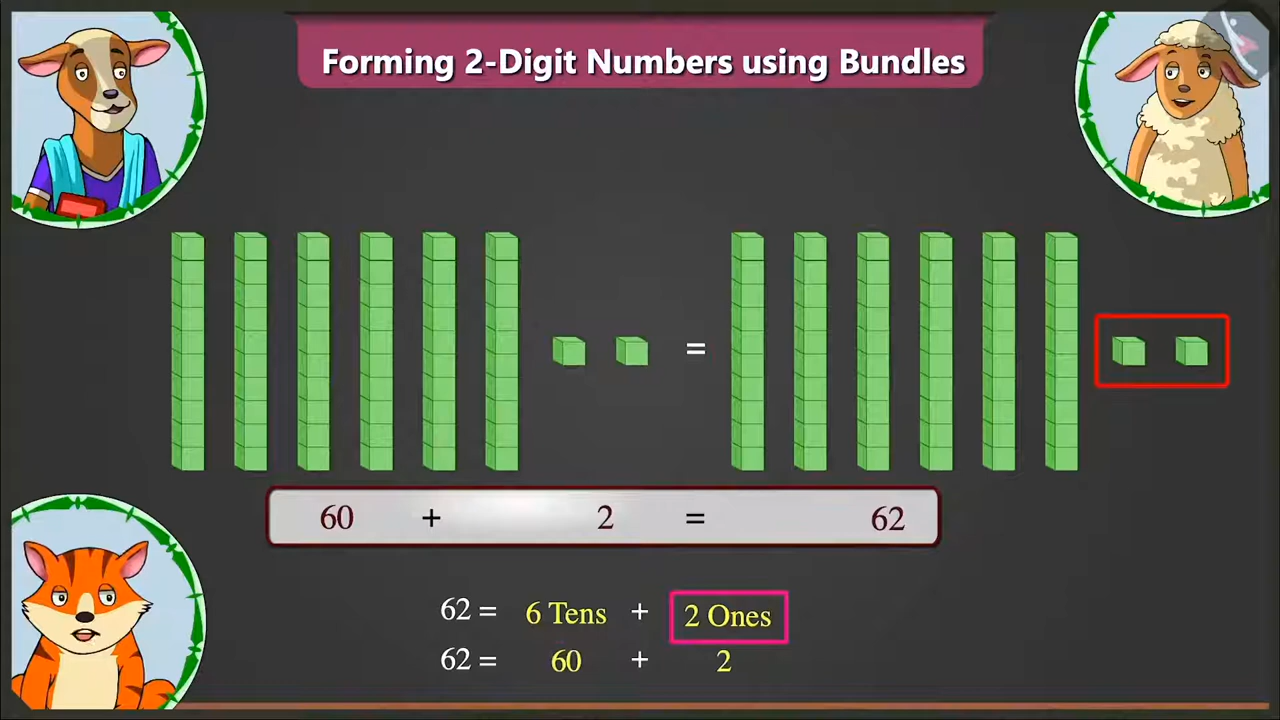 Forming 2-Digit Numbers using Bundles
=
60 + 2 = 62
62 = 6 Tens + 2 Ones
62 = 60 + 2